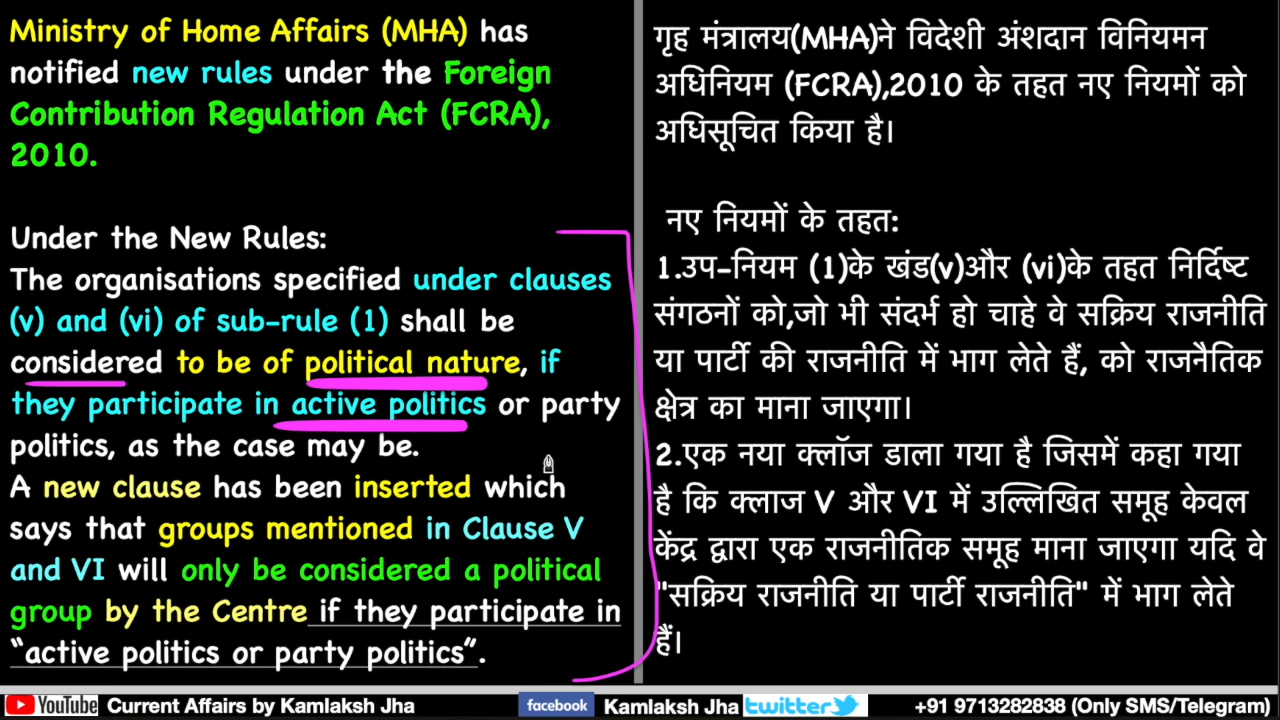 Ministry of Home Affairs (MHA) has
notified new rules under the Foreign
Contribution Regulation Act (FCRA),
2010.
Under the New Rules:
The organisations specified under clauses
(v) and (vi) of sub-rule (1) shall be
considered to be of political nature, if
they participate in active politics or party
politics, as the case may be.
A new clause has been inserted which
says that groups mentioned in Clause V
and VI will only be considered a political
group by the Centre if they participate in
“active politics or party politics”.
गृह मंत्रालय(MHA)ने विदेशी अंशदान विनियमन
अधिनियम (FCRA),2010 के तहत नए नियमों को
अधिसूचित किया है।
नए नियमों के तहत:
1.उप-नियम (1)के खंड(v)और (vi)के तहत निर्दिष्ट
संगठनों को,जो भी संदर्भ हो चाहे वे सक्रिय राजनीति
या पार्टी की राजनीति में भाग लेते हैं, को राजनैतिक
क्षेत्र का माना जाएगा।
2.एक नया क्लॉज डाला गया है जिसमें कहा गया
है कि क्लाज V और VI में उल्लिखित समूह केवल
केंद्र द्वारा एक राजनीतिक समूह माना जाएगा यदि वे
"सक्रिय राजनीति या पार्टी राजनीति" में भाग लेते
हैं।
YouTube Current Affairs by Kamlaksh Jha facebook Kamlaksh Jha twitter +91 9713282838 (Only SMS/Telegram)